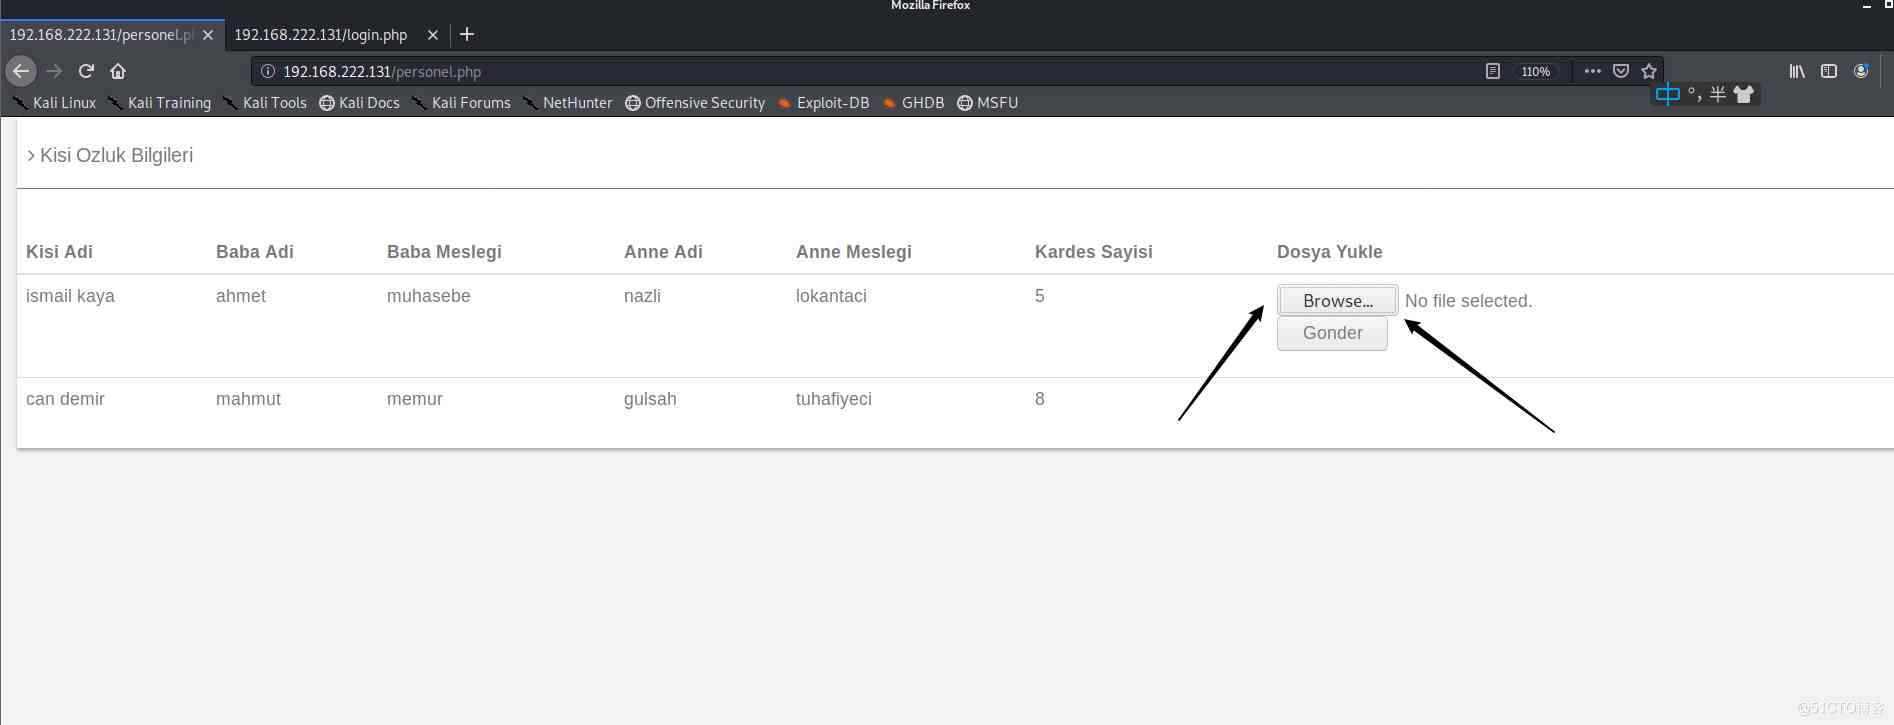 Mozilla Firefox
192.168.222.131/personel.ph 192.168.222.131/login.php
192.168.222.131/personel.php 110%
Kali Linux Kali Training Kali Tools Kali Docs Kali Forums NetHunter Offensive Security Exploit-DB GHDB MSFU
中 °, 半
Kisi Ozluk Bilgileri
Kisi Adi Baba Adi Baba Meslegi Anne Adi Anne Meslegi Kardes Sayisi Dosya Yukle
ismail kaya ahmet muhasebe nazli lokantaci 5 Browse... No file selected.
Gonder
can demir mahmut memur gulsah tuhafiyeci 8
@51CTO博客